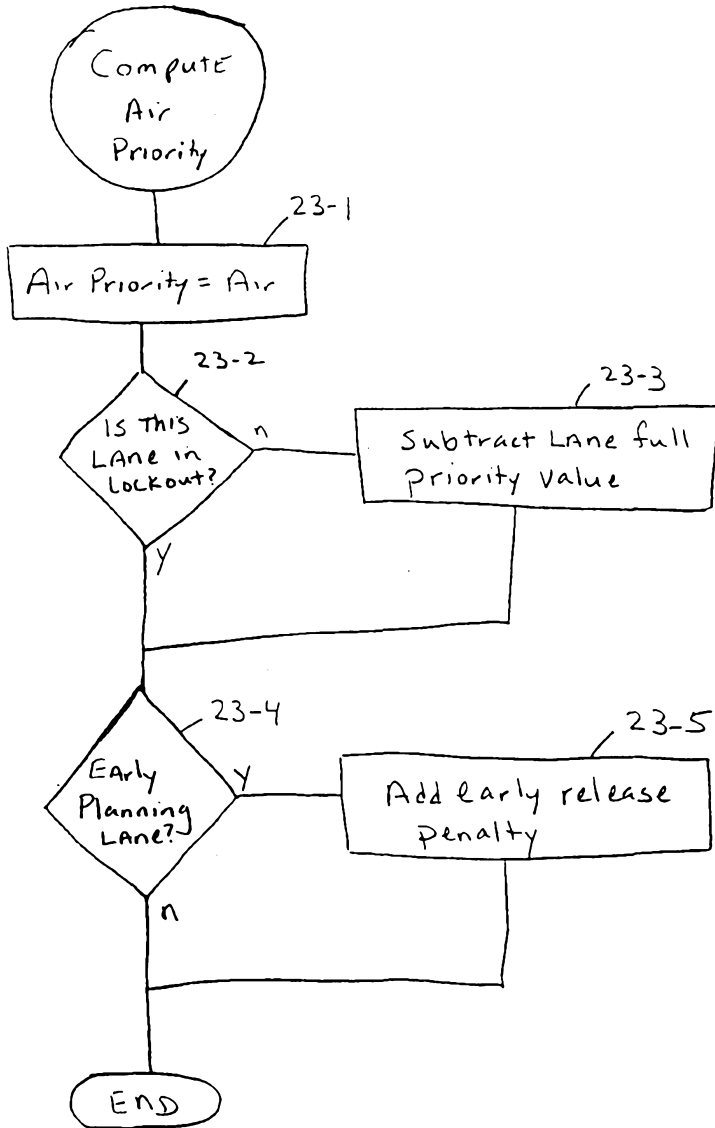 Compute
Air
Priority
23-1
Air Priority = Air
23-2
Is This
LAne in
Lockout?
n
y
23-3
Subtract LAne full
priority value
23-4
EArly
Planning
LAne?
y
n
23-5
Add early release
penalty
EnD